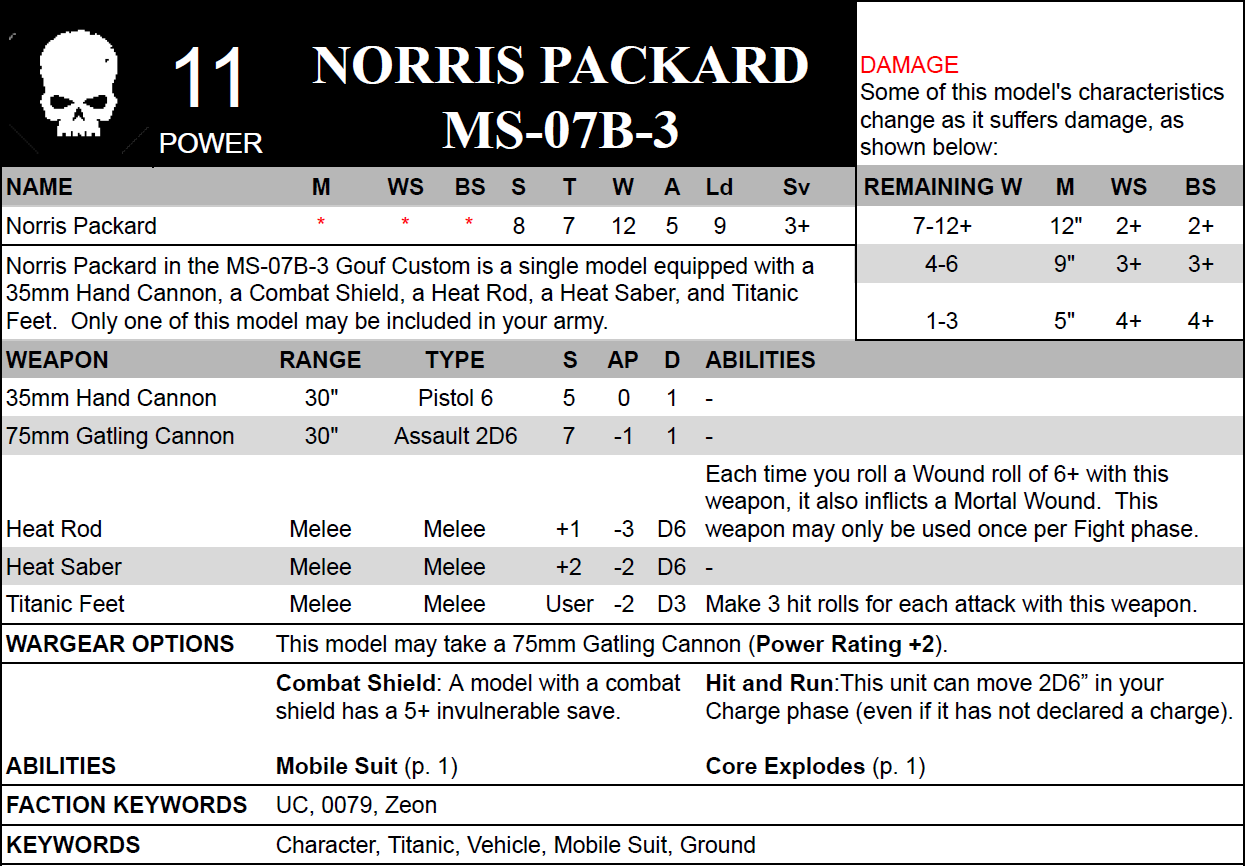 11
POWER
NORRIS PACKARD
MS-07B-3
DAMAGE
Some of this model's characteristics
change as it suffers damage, as
shown below:
NAME M WS BS S T W A Ld Sv
Norris Packard * * * 8 7 12 5 9 3+
REMAINING W M WS BS
7-12+ 12" 2+ 2+
4-6 9" 3+ 3+
1-3 5" 4+ 4+
Norris Packard in the MS-07B-3 Gouf Custom is a single model equipped with a
35mm Hand Cannon, a Combat Shield, a Heat Rod, a Heat Saber, and Titanic
Feet.  Only one of this model may be included in your army.
WEAPON RANGE TYPE S AP D ABILITIES
35mm Hand Cannon 30" Pistol 6 5 0 1 -
75mm Gatling Cannon 30" Assault 2D6 7 -1 1 -
Each time you roll a Wound roll of 6+ with this
weapon, it also inflicts a Mortal Wound.  This
Heat Rod Melee Melee +1 -3 D6 weapon may only be used once per Fight phase.
Heat Saber Melee Melee +2 -2 D6 -
Titanic Feet Melee Melee User -2 D3 Make 3 hit rolls for each attack with this weapon.
WARGEAR OPTIONS This model may take a 75mm Gatling Cannon (Power Rating +2).
Combat Shield: A model with a combat
shield has a 5+ invulnerable save.
Hit and Run:This unit can move 2D6” in your
Charge phase (even if it has not declared a charge).
ABILITIES Mobile Suit (p. 1) Core Explodes (p. 1)
FACTION KEYWORDS UC, 0079, Zeon
KEYWORDS Character, Titanic, Vehicle, Mobile Suit, Ground